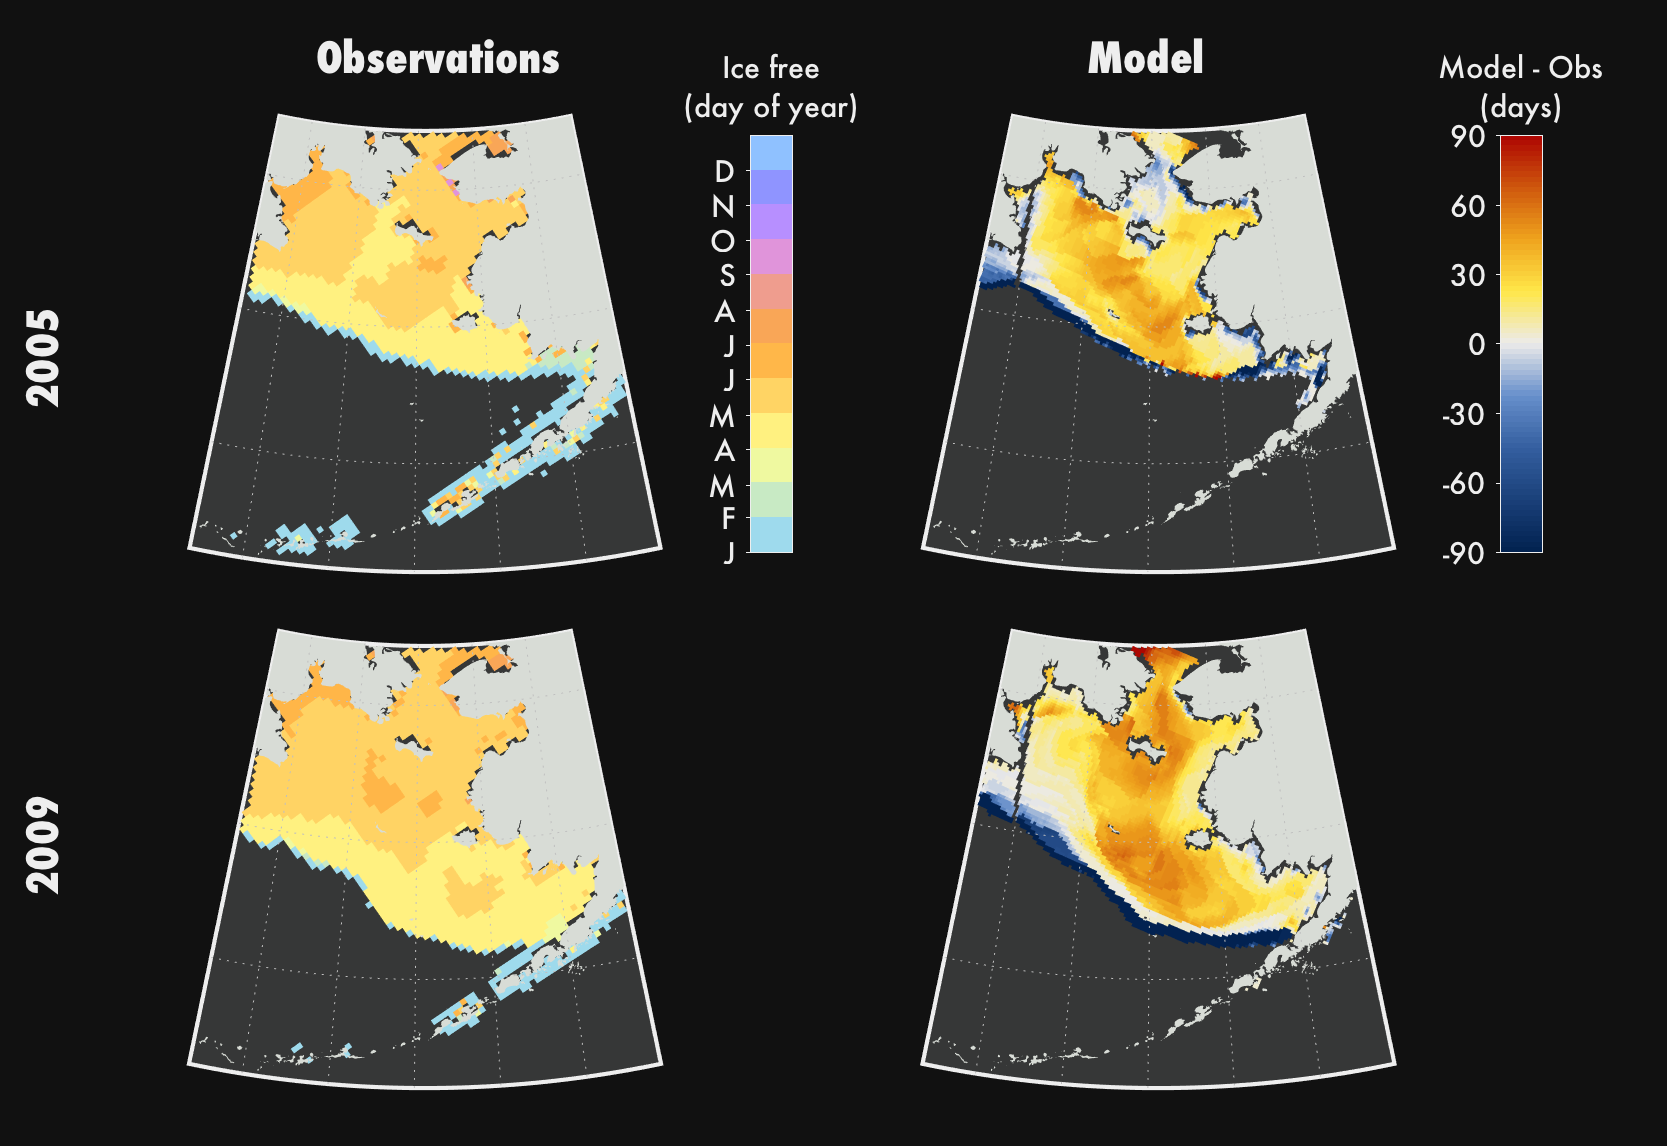 Observations
Ice free
(day of year)
D
N
O
S
A
J
J
M
A
M
F
J
Model
Model - Obs
(days)
90
60
30
0
-30
-60
-90
2005
2009